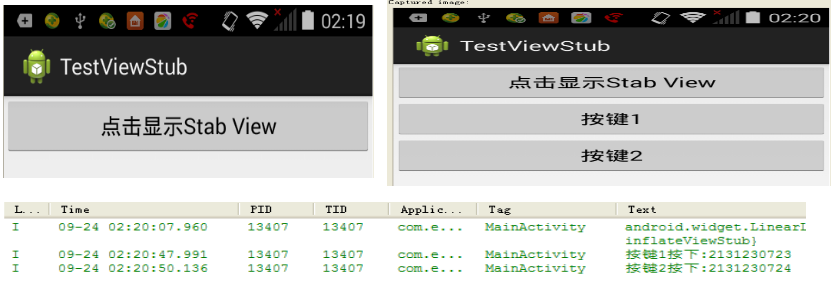 Captured image:
02:19
TestViewStub
点击显示Stab View
02:20
TestViewStub
点击显示Stab View
按键1
按键2
L... Time PID TID Applic... Tag Text
I 09-24 02:20:07.960 13407 13407 com.e... MainActivity android.widget.LinearL
inflateViewStub}
I 09-24 02:20:47.991 13407 13407 com.e... MainActivity 按键1按下:2131230723
I 09-24 02:20:50.136 13407 13407 com.e... MainActivity 按键2按下:2131230724